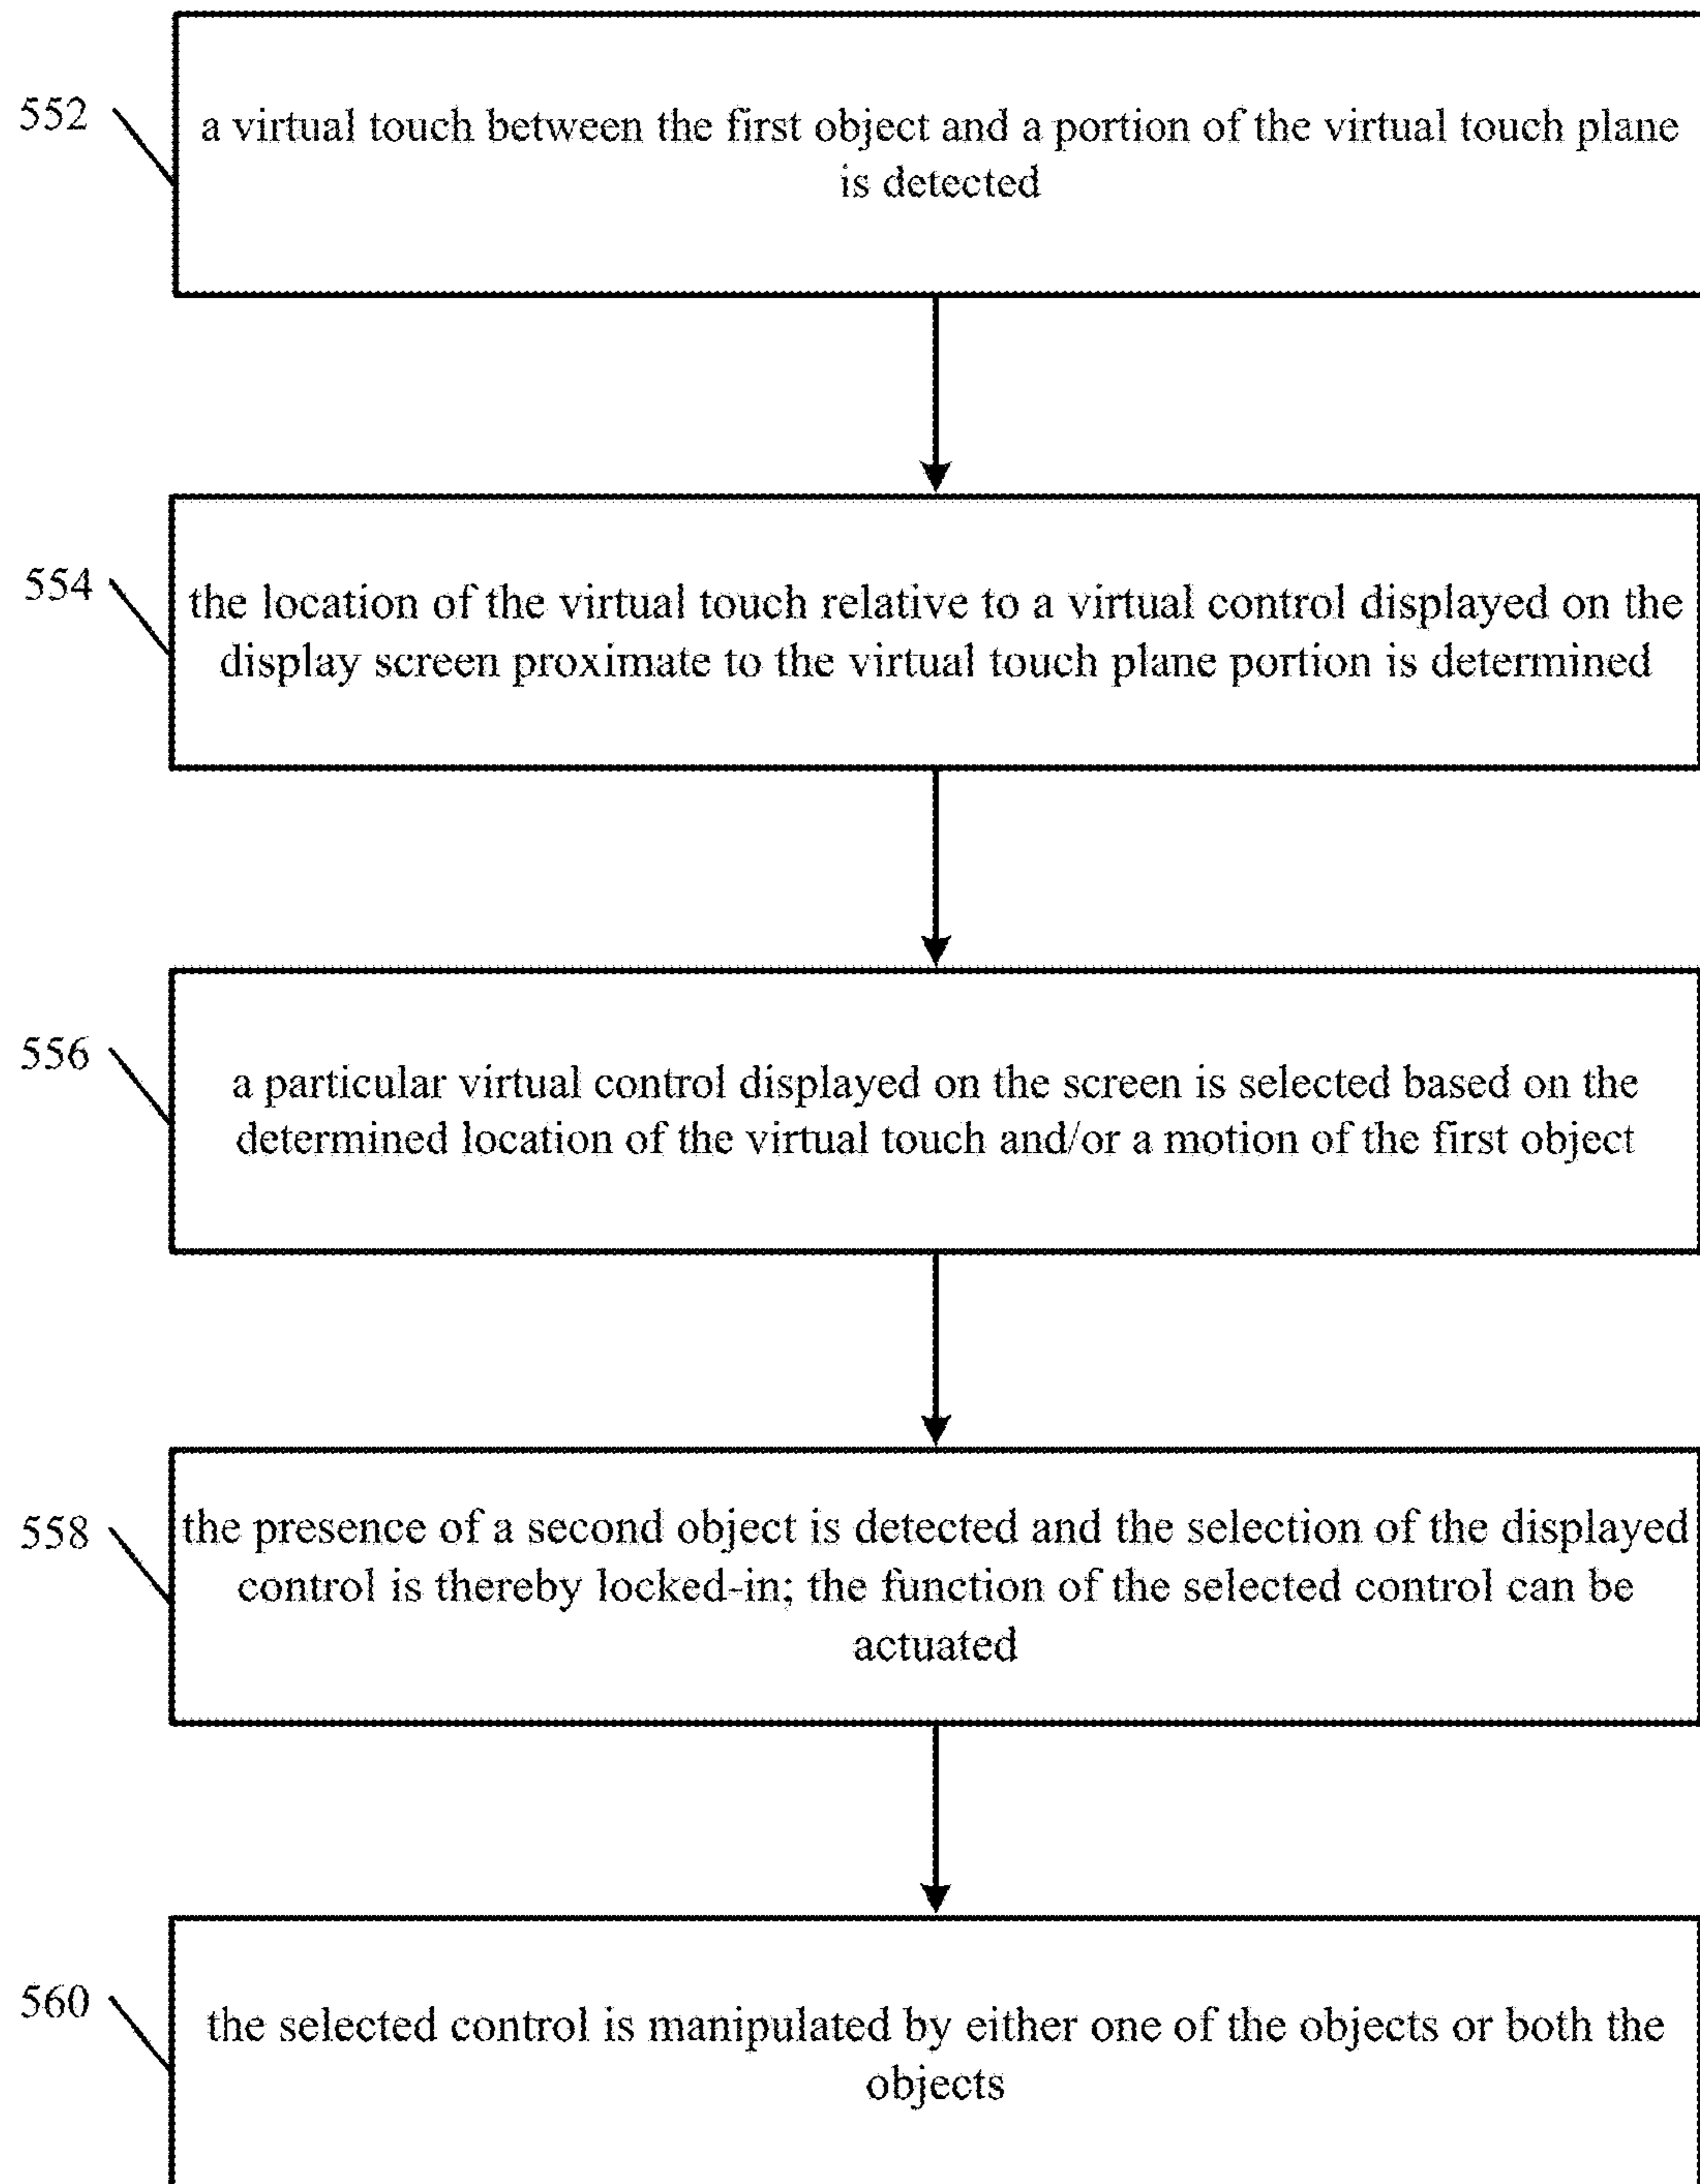 552
a virtual touch between the first object and a portion of the virtual touch plane
is detected
554
the location of the virtual touch relative to a virtual control displayed on the
display screen proximate to the virtual touch plane portion is determined
556
a particular virtual control displayed on the screen is selected based on the
determined location of the virtual touch and/or a motion of the first object
558
the presence of a second object is detected and the selection of the displayed
control is thereby locked-in; the function of the selected control can be
actuated
560
the selected control is manipulated by either one of the objects or both the
objects